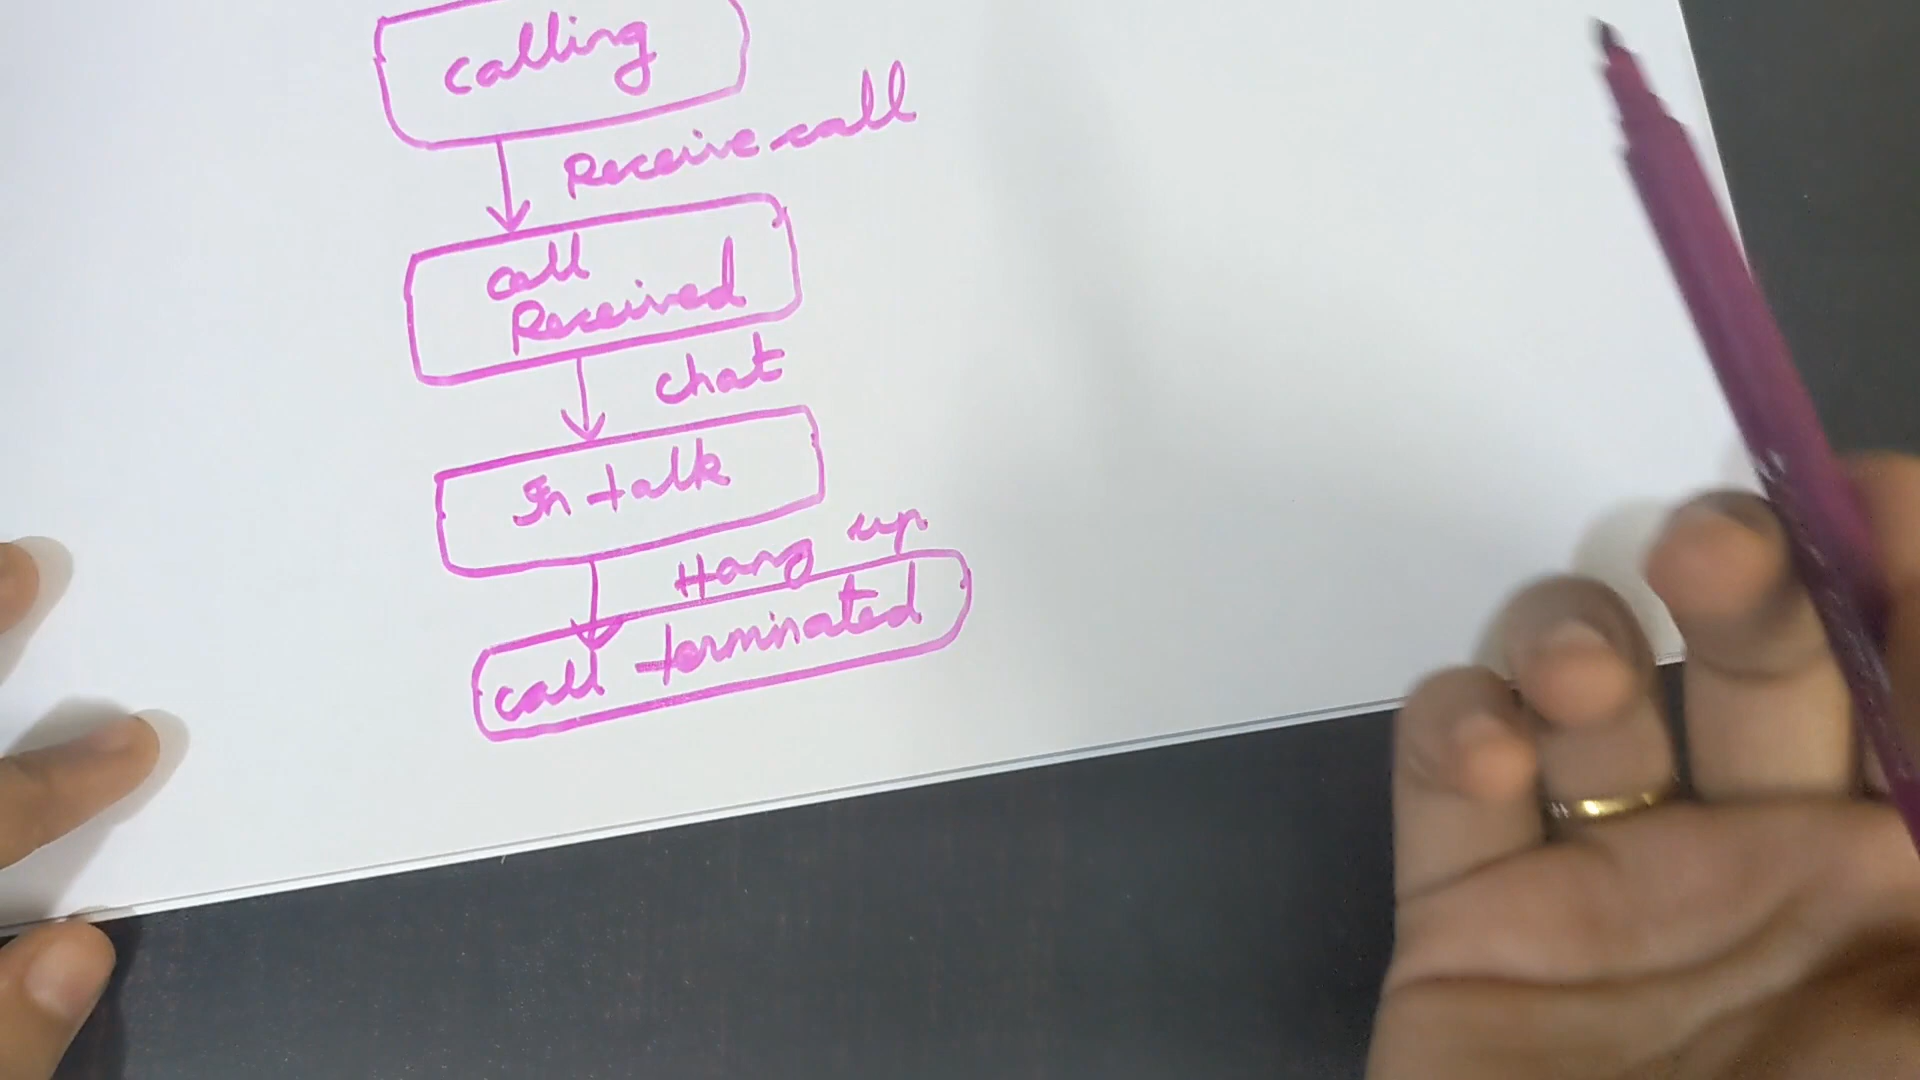 calling
Receive call
call
Received
chat
In talk
Hang up
call terminated